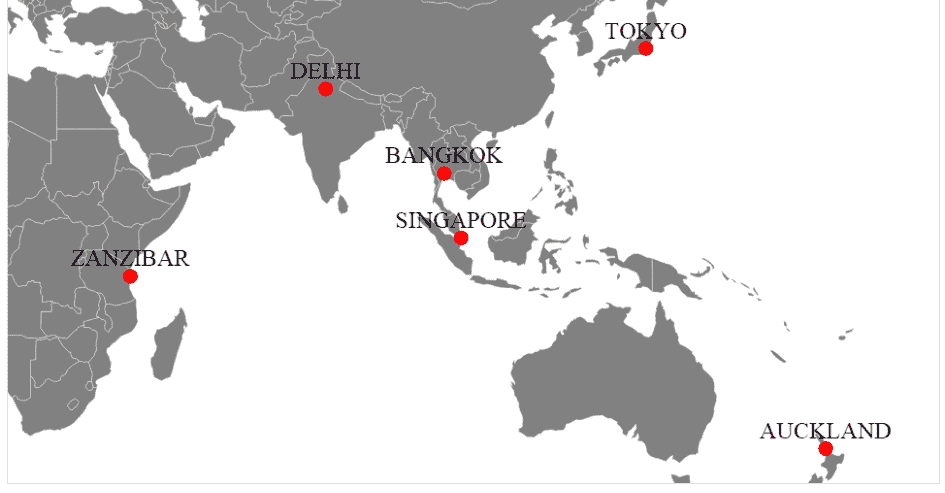 TOKYO
DELHI
BANGKOK
SINGAPORE
ZANZIBAR
AUCKLAND